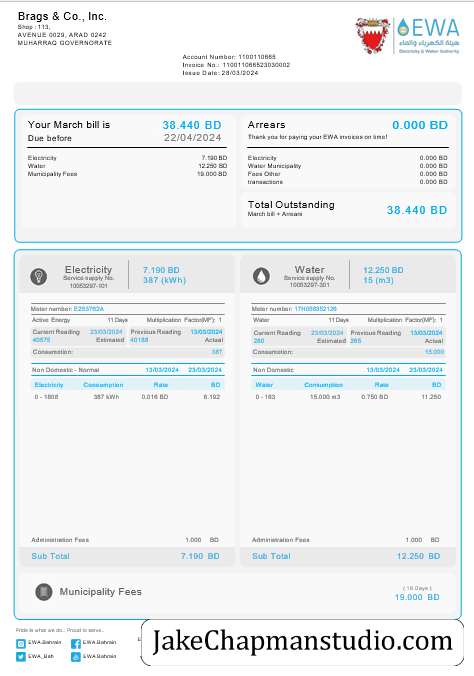 Brags & Co., Inc.
Shop :113,
AVENUE 0029, ARAD 0242
MUHARRAQ GOVERNORATE
EWA
هيئة الكهرباء والماء
Electricity & Water Authority
Account Number: 1100110665
Invoice No.: 110011066523030002
Issue Date: 28/03/2024
Your March bill is 38.440 BD
Due before 22/04/2024
Electricity 7.190 BD
Water 12.250 BD
Municipality Fees 19.000 BD
Arrears 0.000 BD
Thank you for paying your EWA invoices on time!
Electricity 0.000 BD
Water Municipality 0.000 BD
Fees Other 0.000 BD
transactions 0.000 BD
Total Outstanding
March bill + Arrears 38.440 BD
Electricity 7.190 BD
Service supply No. 387 (kWh)
10053297-301
Water 12.250 BD
Service supply No. 15 (m3)
10053297-301
Active Energy 11 Days Multiplication Factor(MF): 1
Current Reading 23/03/2024 Previous Reading 13/03/2024
40575 Estimated 40188 Actual
Consumotion: 387
Non Domestic - Normal 13/03/2024 23/03/2024
Electricity Consemption Rate BD
0 - 1808 387 kWh 0.016 BD 6.192
Administration Fees 1.000 BD
Sub Total 7.190 BD
Water 11 Days Multiplication Factor(MF): 1
Current Reading 23/03/2024 Previous Reading 13/03/2024
280 Estimated 265 Actual
Consumotion: 15.000
Non Domestic 13/03/2024 23/03/2024
Water Consumption Rate BD
0 - 163 15.000 m3 0.750 BD 11.250
Administration Fees 1.000 BD
Sub Total 12.250 BD
Municipality Fees
( 16 Days )
19.000 BD
Pride in what we do... Proud to serve...
EWA.Bahrain EWA.Bahrain
EWA_Bah EWA Bahrain
JakeChapmanstudio.com